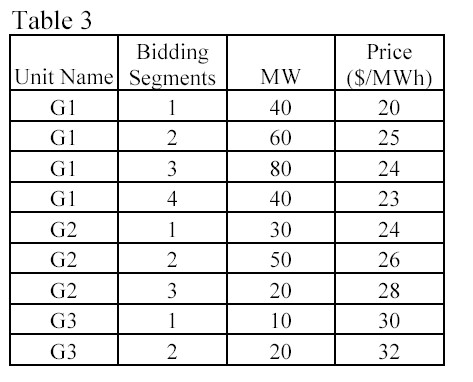 Table 3
Unit Name Bidding Segments MW Price ($/MWh)
G1 1 40 20
G1 2 60 25
G1 3 80 24
G1 4 40 23
G2 1 30 24
G2 2 50 26
G2 3 20 28
G3 1 10 30
G3 2 20 32